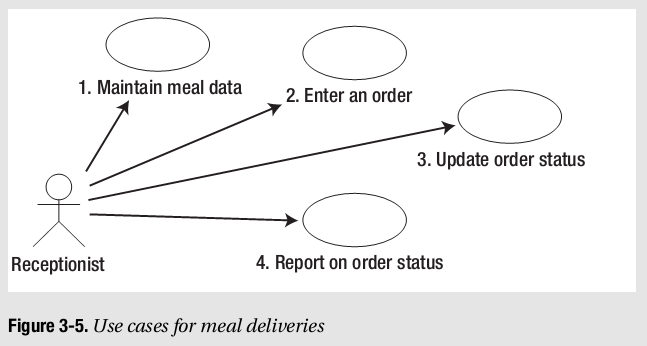 1. Maintain meal data
2. Enter an order
3. Update order status
Receptionist
4. Report on order status
Figure 3-5. Use cases for meal deliveries